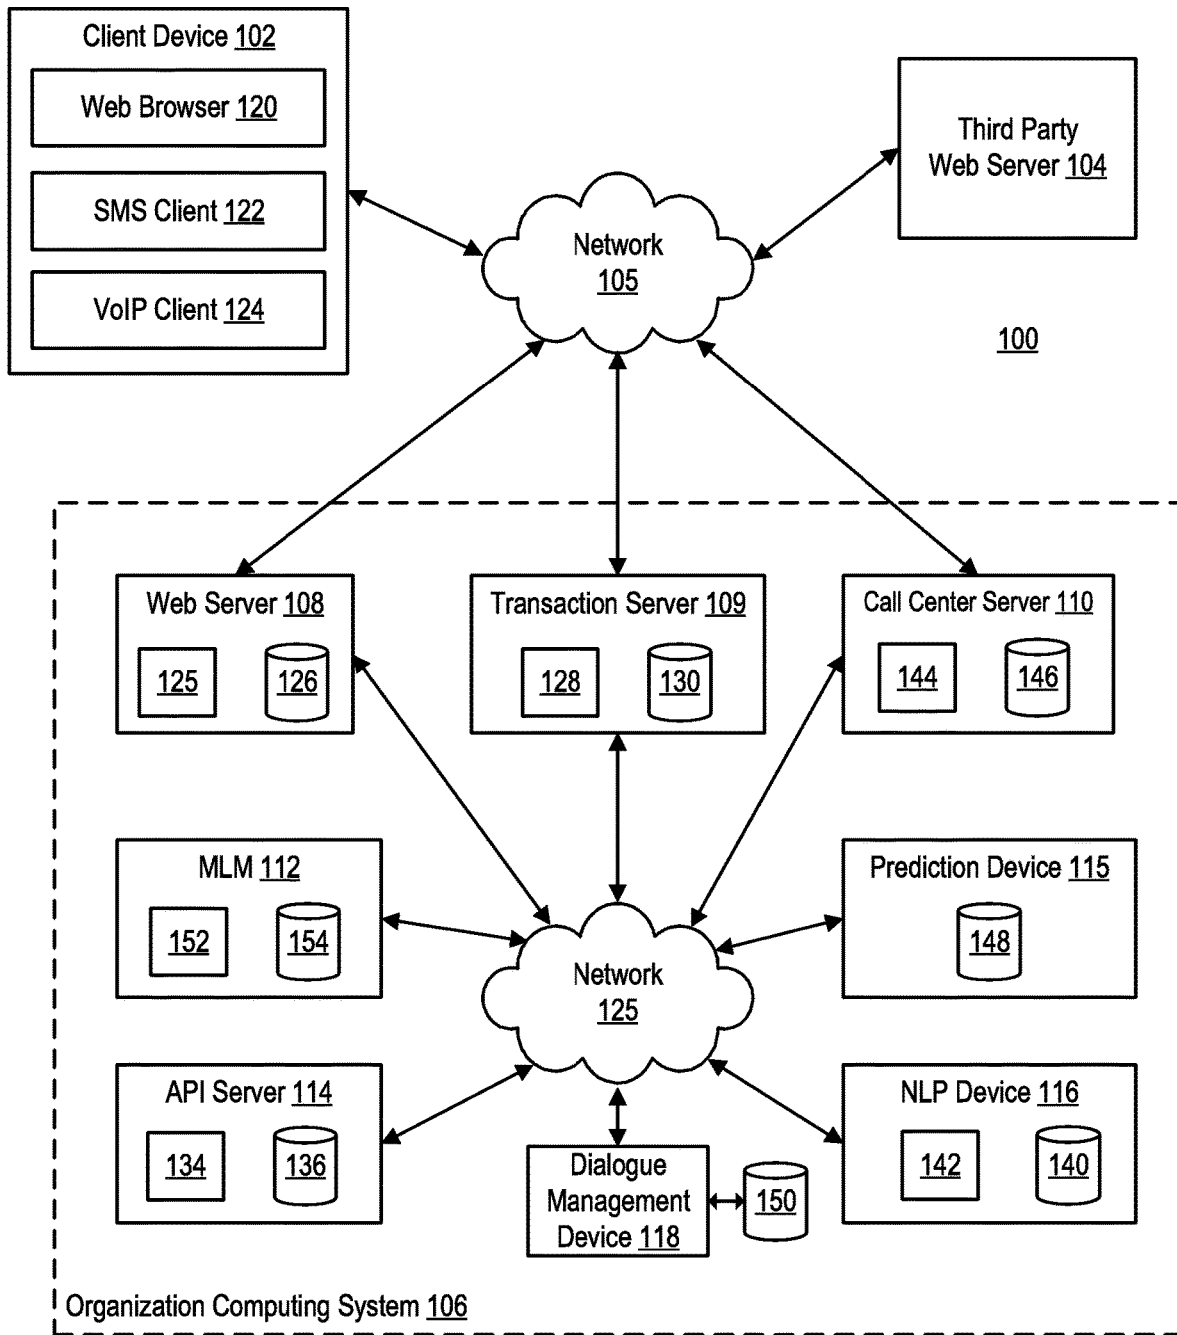 Client Device 102
Web Browser 120
SMS Client 122
VoIP Client 124
Third Party
Web Server 104
Network
105
100
Web Server 108
125
126
Transaction Server 109
128
130
Call Center Server 110
144
146
MLM 112
152
154
Prediction Device 115
148
Network
125
API Server 114
134
136
Dialogue
Management
Device 118
150
NLP Device 116
142
140
Organization Computing System 106